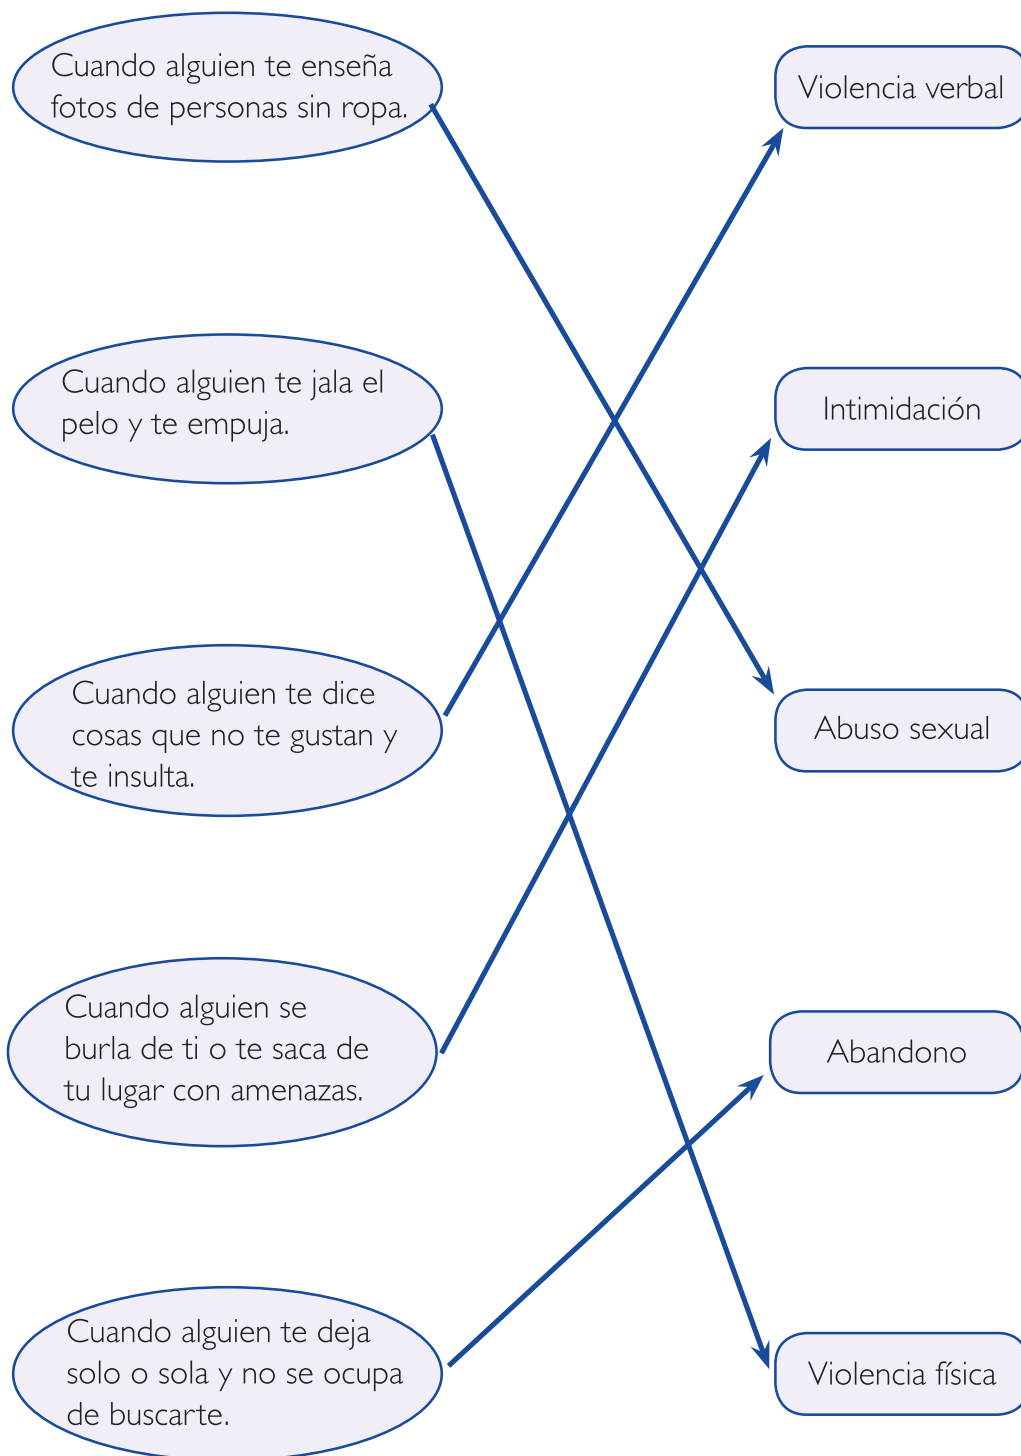 Cuando alguien te enseña
fotos de personas sin ropa.
Violencia verbal
Cuando alguien te jala el
pelo y te empuja.
Intimidación
Cuando alguien te dice
cosas que no te gustan y
te insulta.
Abuso sexual
Cuando alguien se
burla de ti o te saca de
tu lugar con amenazas.
Abandono
Cuando alguien te deja
solo o sola y no se ocupa
de buscarte.
Violencia física